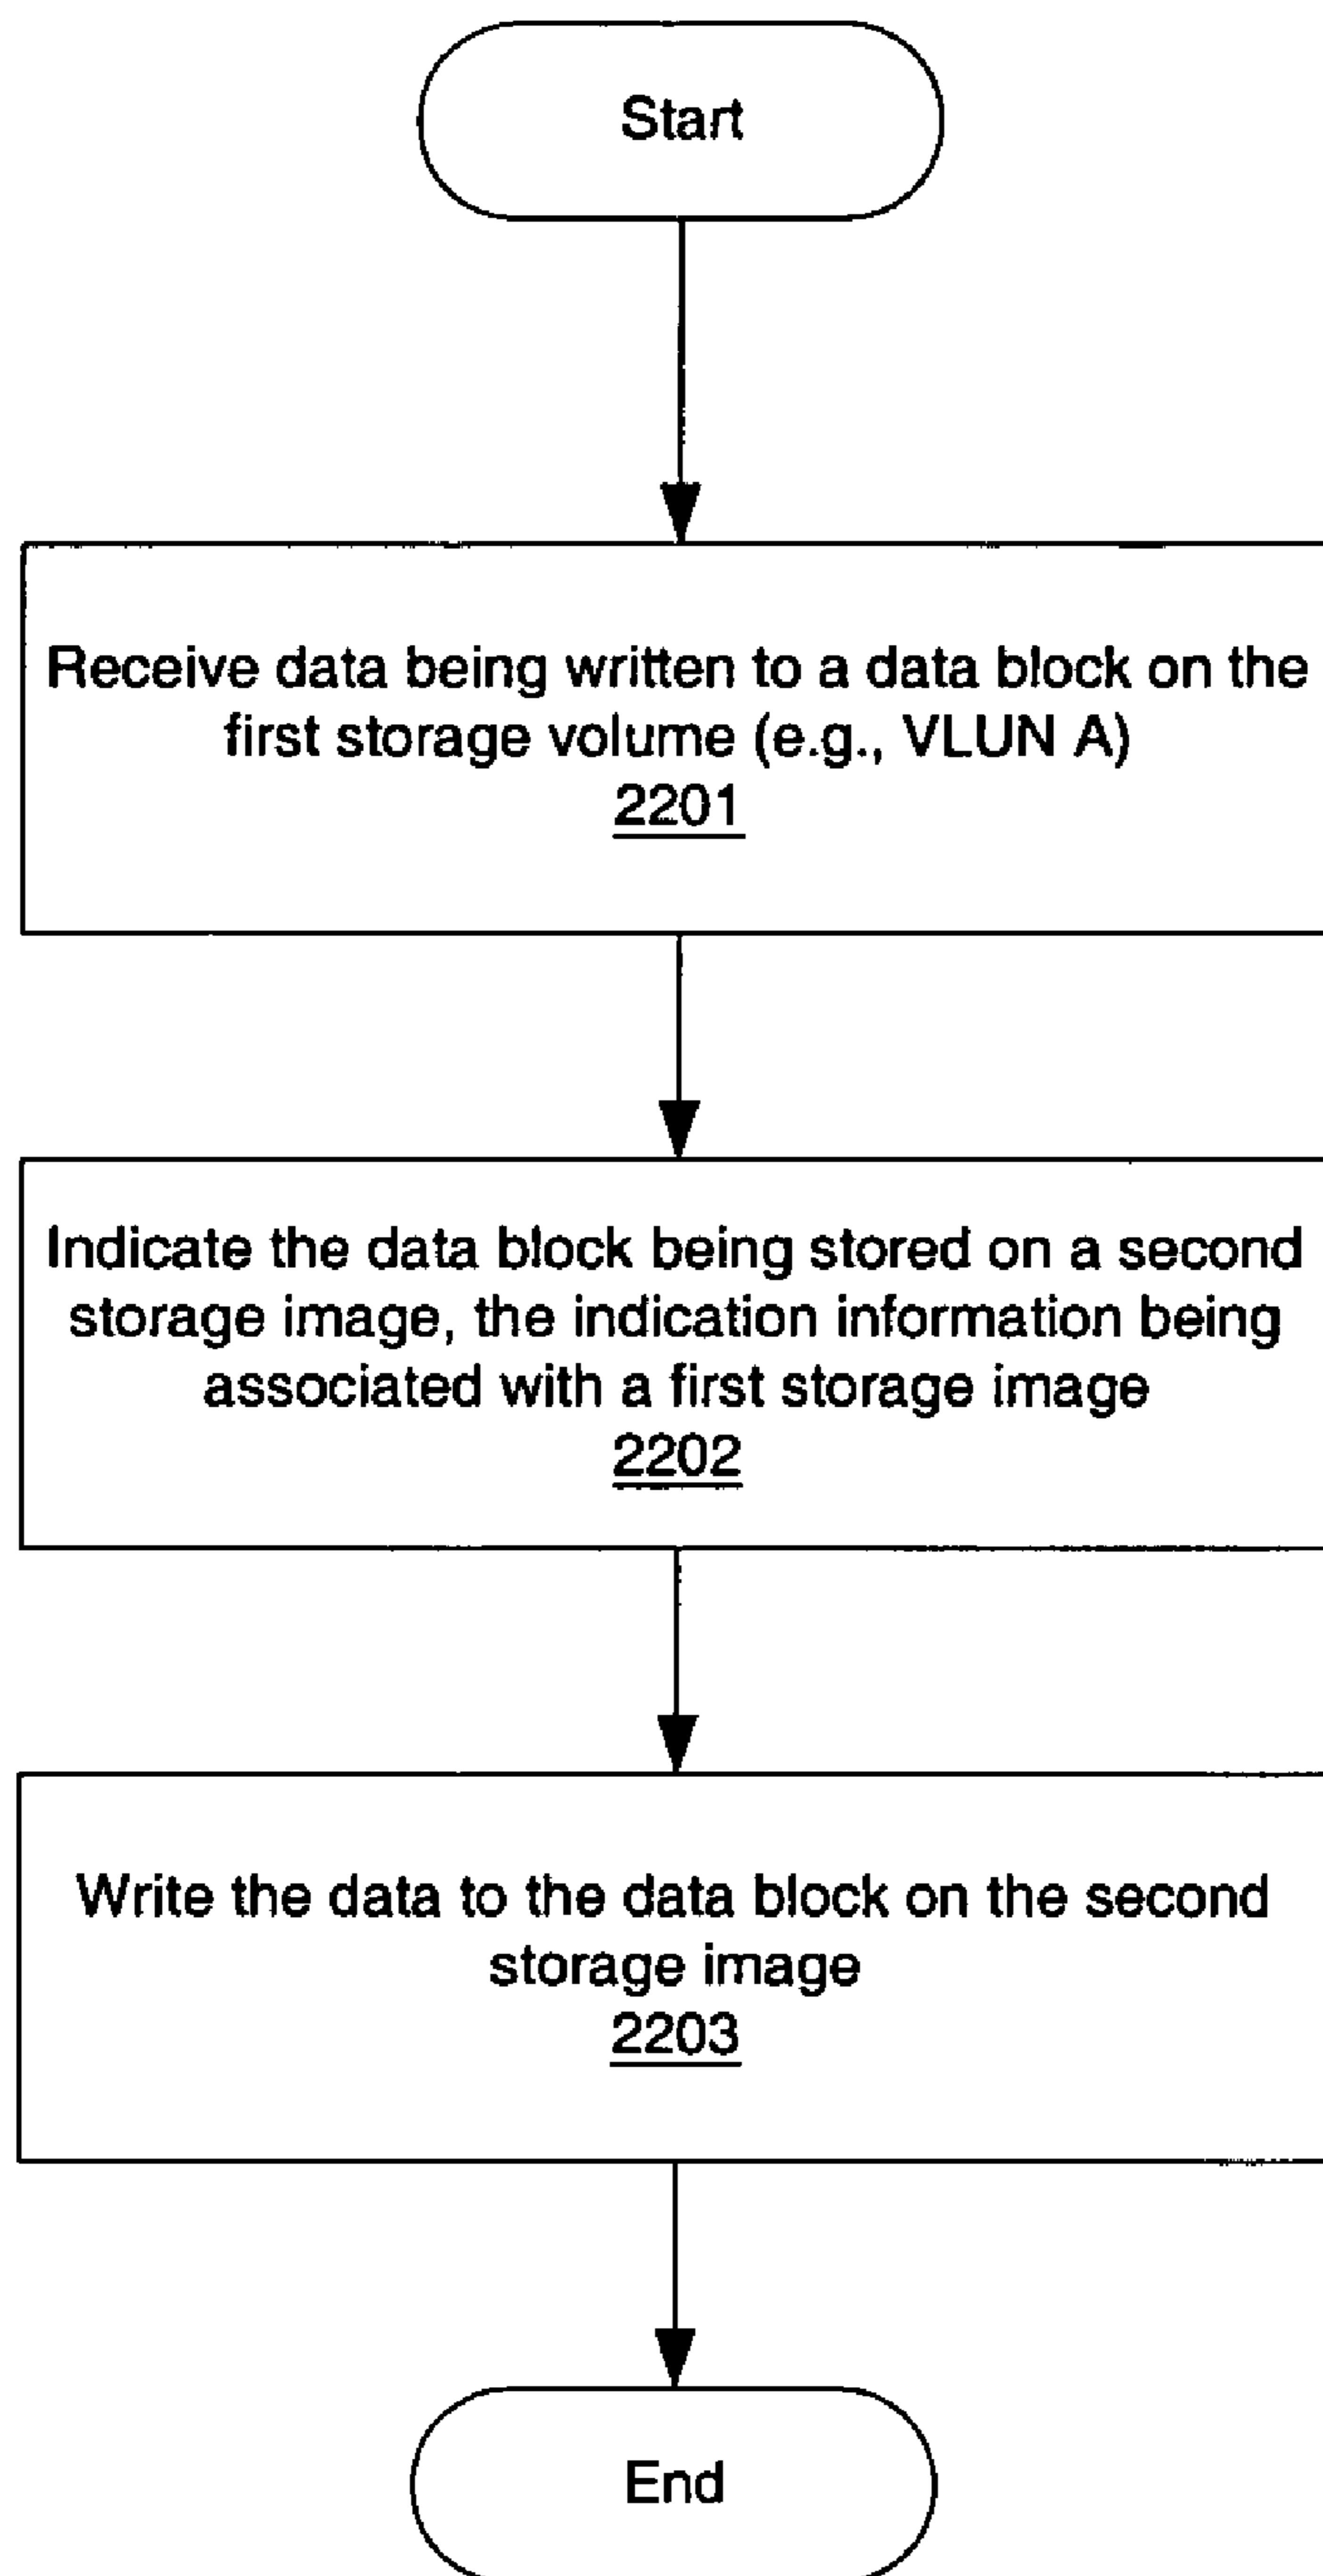 Start
Receive data being written to a data block on the
first storage volume (e.g., VLUN A)
2201
Indicate the data block being stored on a second
storage image, the indication information being
associated with a first storage image
2202
Write the data to the data block on the second
storage image
2203
End